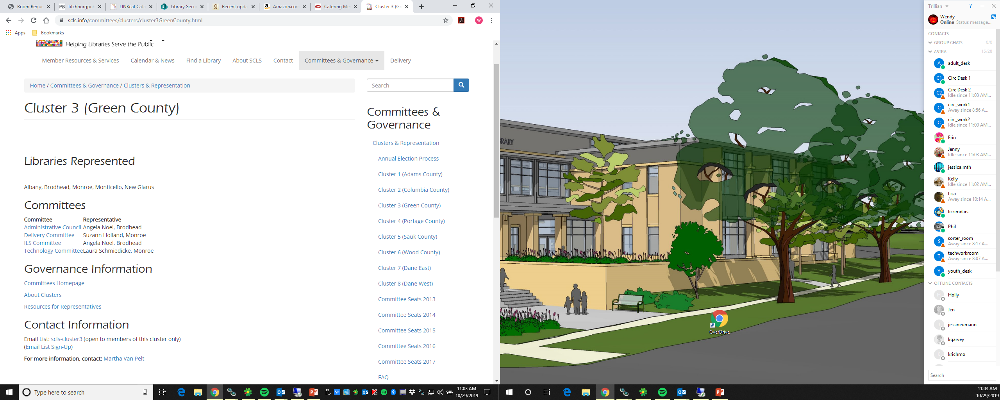 Room Reque
fitchburgpub
LINKcat Cata
Library Secur
Recent upda
Amazon.com
Catering Me
Cluster 3 (Gr
scls.info/committees/clusters/cluster3GreenCounty.html
W
Apps
Bookmarks
Helping Libraries Serve the Public
Member Resources & Services
Calendar & News
Find a Library
About SCLS
Contact
Committees & Governance
Delivery
Home / Committees & Governance / Clusters & Representation
Search
Cluster 3 (Green County)
Libraries Represented
Albany, Brodhead, Monroe, Monticello, New Glarus
Committees
Committee Representative
Administrative Council Angela Noel, Brodhead
Delivery Committee Suzann Holland, Monroe
ILS Committee Angela Noel, Brodhead
Technology Committee Laura Schmiedicke, Monroe
Governance Information
Committees Homepage
About Clusters
Resources for Representatives
Contact Information
Email List: scls-cluster3 (open to members of this cluster only)
(Email List Sign-Up)
For more information, contact: Martha Van Pelt
Committees &
Governance
Clusters & Representation
Annual Election Process
Cluster 1 (Adams County)
Cluster 2 (Columbia County)
Cluster 3 (Green County)
Cluster 4 (Portage County)
Cluster 5 (Sauk County)
Cluster 6 (Wood County)
Cluster 7 (Dane East)
Cluster 8 (Dane West)
Committee Seats 2013
Committee Seats 2014
Committee Seats 2015
Committee Seats 2016
Committee Seats 2017
FAQ
Type here to search
11:03 AM
10/29/2019
BRARY
OverDrive
Trillian
?
Wendy
Online Status message...
CONTACTS
GROUP CHATS 0/0
ASTRA 15/28
A adult_desk
C1 Circ Desk 1
C2 Circ Desk 2
Idle since 11:03 AM...
C circ_work1
Away since 8:56 A...
C circ_work2
Idle since 11:00 AM...
Erin
Jenny
Idle since 11:03 AM...
jessica.mth
Kelly
Idle since 11:02 AM...
Lisa
Away since 10:14 A...
lizzimdars
Phil
S sorter_room
Away since 8:17 A...
T techworkroom
Away since 8:07 A...
Y youth_desk
OFFLINE CONTACTS
H Holly
Jen
J jessineumann
kgarvey
K krichmo
Search
11:03 AM
10/29/2019